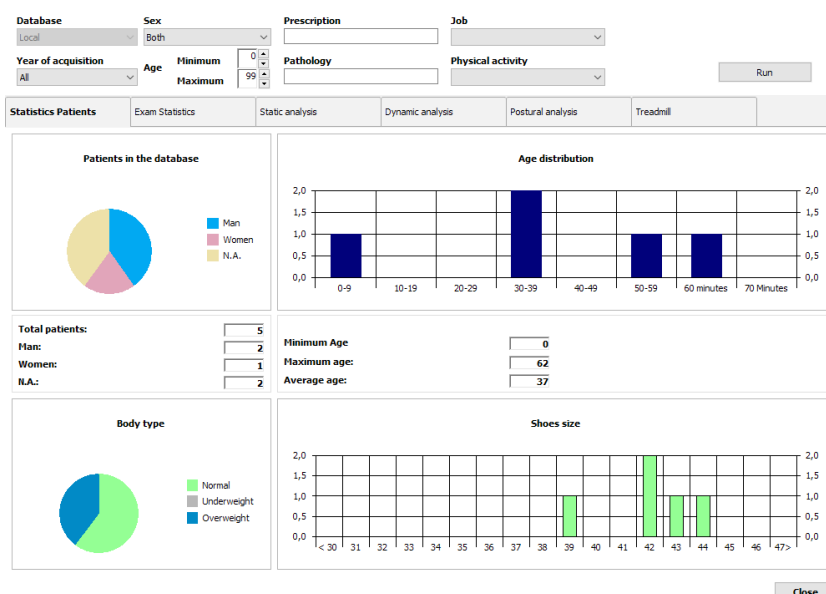 Database Sex Prescription Job
Local Both
Year of acquisition Age Minimum 0 Pathology Physical activity
All Maximum 99 Run
Statistics Patients Exam Statistics Static analysis Dynamic analysis Postural analysis Treadmill
Patients in the database
Man
Women
N.A.
Age distribution
2,0 2,0
1,5 1,5
1,0 1,0
0,5 0,5
0,0 0,0
0-9 10-19 20-29 30-39 40-49 50-59 60 minutes 70 Minutes
Total patients: 5
Man: 2
Women: 1
N.A.: 2
Minimum Age 0
Maximum age: 62
Average age: 37
Body type
Normal
Underweight
Overweight
Shoes size
2,0 2,0
1,5 1,5
1,0 1,0
0,5 0,5
0,0 0,0
< 30 31 32 33 34 35 36 37 38 39 40 41 42 43 44 45 46 47>
Close